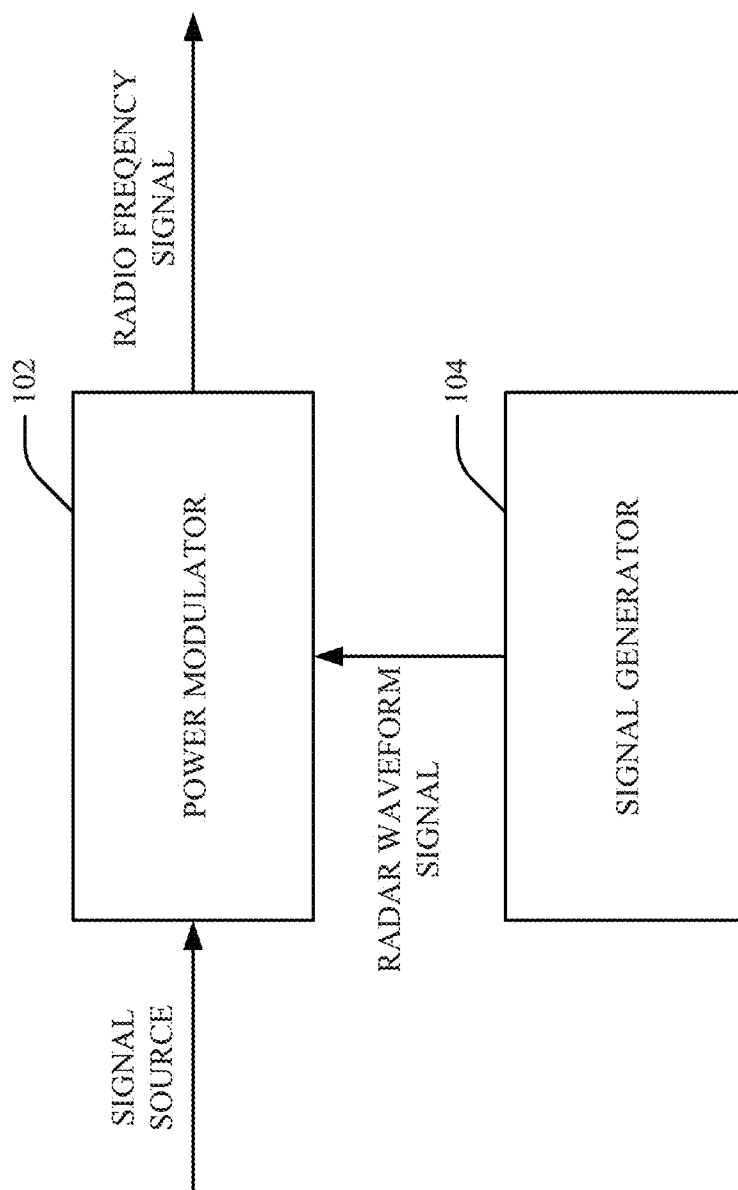 SIGNAL
SOURCE
102
POWER MODULATOR
RADIO FREQENCY
SIGNAL
RADAR WAVEFORM
SIGNAL
104
SIGNAL GENERATOR